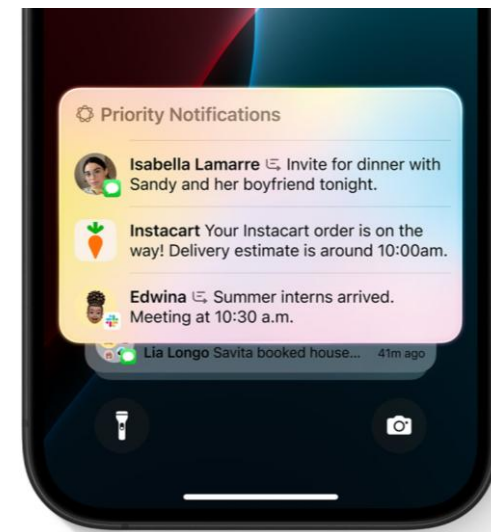 Priority Notifications
Isabella Lamarre Invite for dinner with
Sandy and her boyfriend tonight.
Instacart Your Instacart order is on the
way! Delivery estimate is around 10:00am.
Edwina Summer interns arrived.
Meeting at 10:30 a.m.
Lia Longo Savita booked house... 41m ago